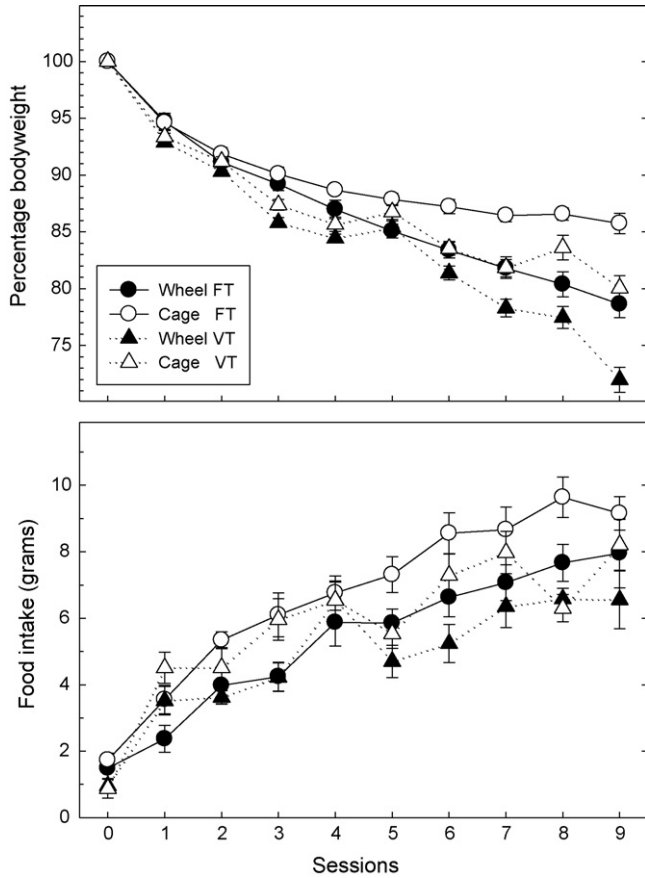 Percentage bodyweight
100
95
90
85
80
75
Wheel FT
Cage FT
Wheel VT
Cage VT
Food intake (grams)
10
8
6
4
2
0
0 1 2 3 4 5 6 7 8 9
Sessions